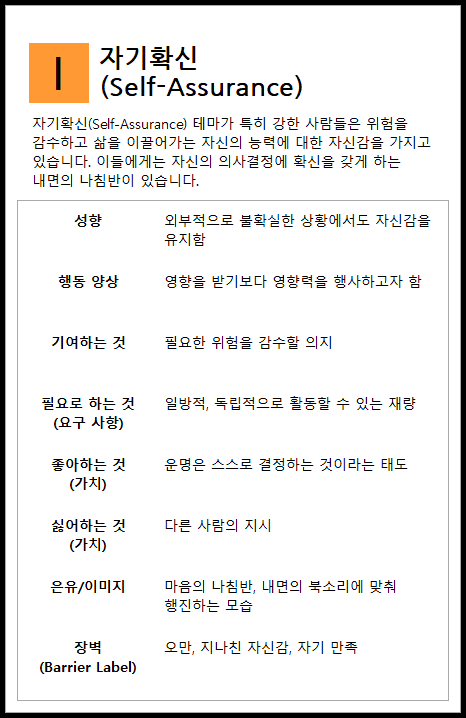 I
자기확신
(Self-Assurance)
자기확신(Self-Assurance) 테마가 특히 강한 사람들은 위험을
감수하고 삶을 이끌어가는 자신의 능력에 대한 자신감을 가지고
있습니다. 이들에게는 자신의 의사결정에 확신을 갖게 하는
내면의 나침반이 있습니다.
성향
외부적으로 불확실한 상황에서도 자신감을
유지함
행동 양상
영향을 받기보다 영향력을 행사하고자 함
기여하는 것
필요한 위험을 감수할 의지
필요로 하는 것
(요구 사항)
일방적, 독립적으로 활동할 수 있는 재량
좋아하는 것
(가치)
운명은 스스로 결정하는 것이라는 태도
싫어하는 것
(가치)
다른 사람의 지시
은유/이미지
마음의 나침반, 내면의 북소리에 맞춰
행진하는 모습
장벽
(Barrier Label)
오만, 지나친 자신감, 자기 만족